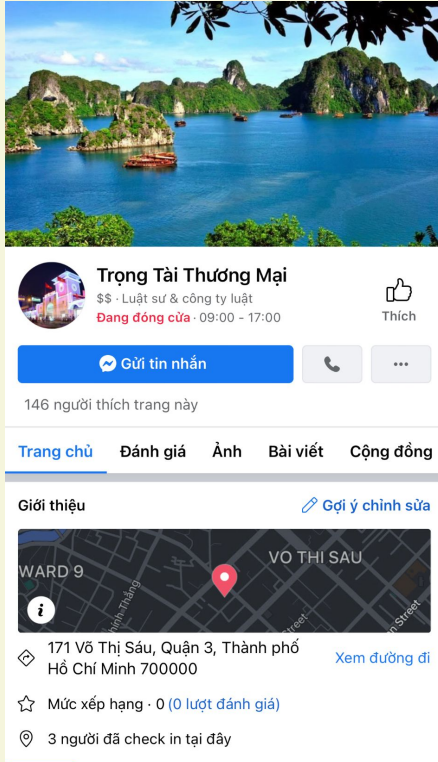 Trọng Tài Thương Mại
$$ · Luật sư & công ty luật
Đang đóng cửa · 09:00 - 17:00
Thích
Gửi tin nhắn
146 người thích trang này
Trang chủ Đánh giá Ảnh Bài viết Cộng đồng
Giới thiệu
Gợi ý chỉnh sửa
WARD 9
VO THI SAU
171 Võ Thị Sáu, Quận 3, Thành phố
Hồ Chí Minh 700000
Xem đường đi
Mức xếp hạng · 0 (0 lượt đánh giá)
3 người đã check in tại đây